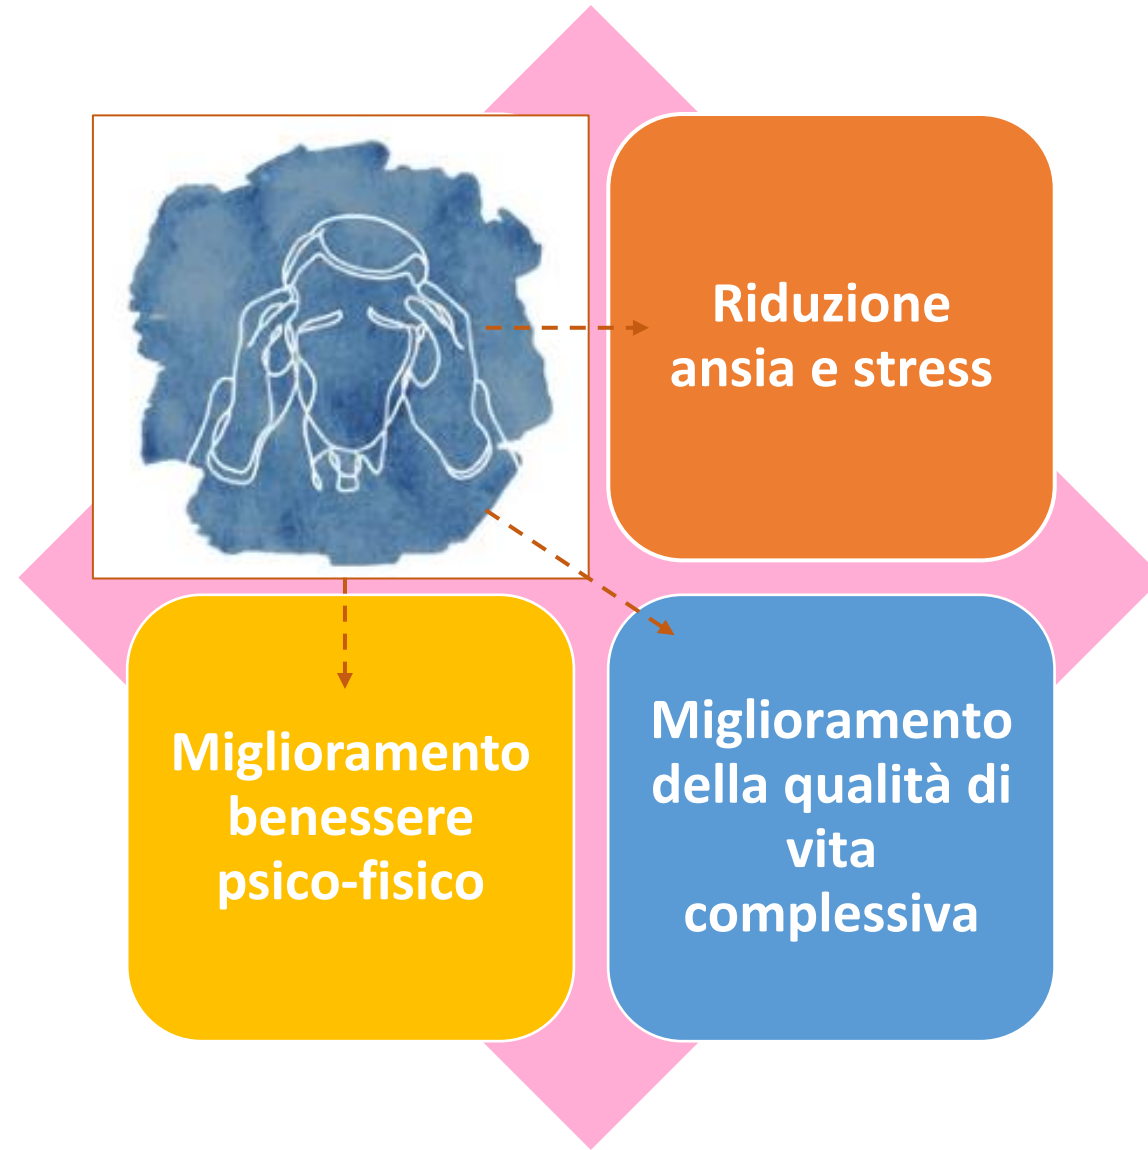 Riduzione
ansia e stress
Miglioramento
benessere
psico-fisico
Miglioramento
della qualità di
vita
complessiva